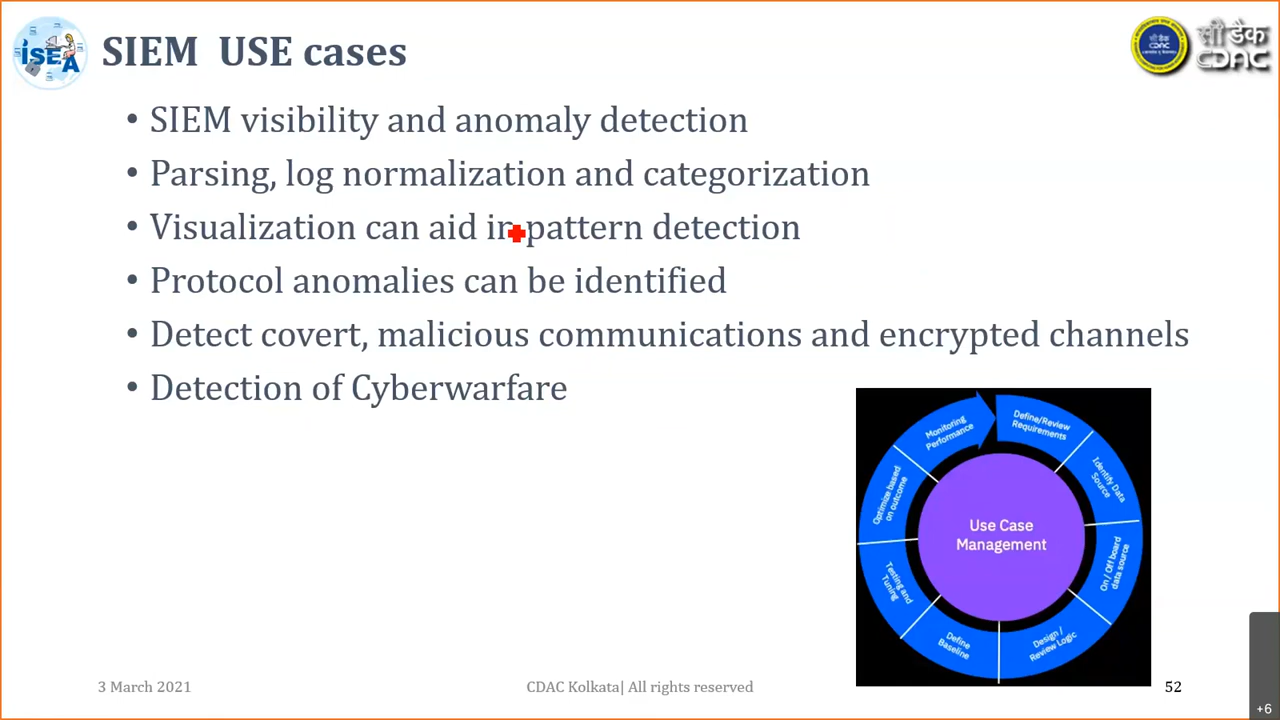 ISEA
SIEM  USE cases
सी डैक
CDAC
• SIEM visibility and anomaly detection
• Parsing, log normalization and categorization
• Visualization can aid in pattern detection
• Protocol anomalies can be identified
• Detect covert, malicious communications and encrypted channels
• Detection of Cyberwarfare
Define/Review
Requirements
Identify Data
Source
On / Off board
data source
Design /
Review Logic
Define
Baseline
Testing and
Tuning
Optimize based
on outcome
Monitoring
Performance
Use Case
Management
3 March 2021
CDAC Kolkata| All rights reserved
52
+6